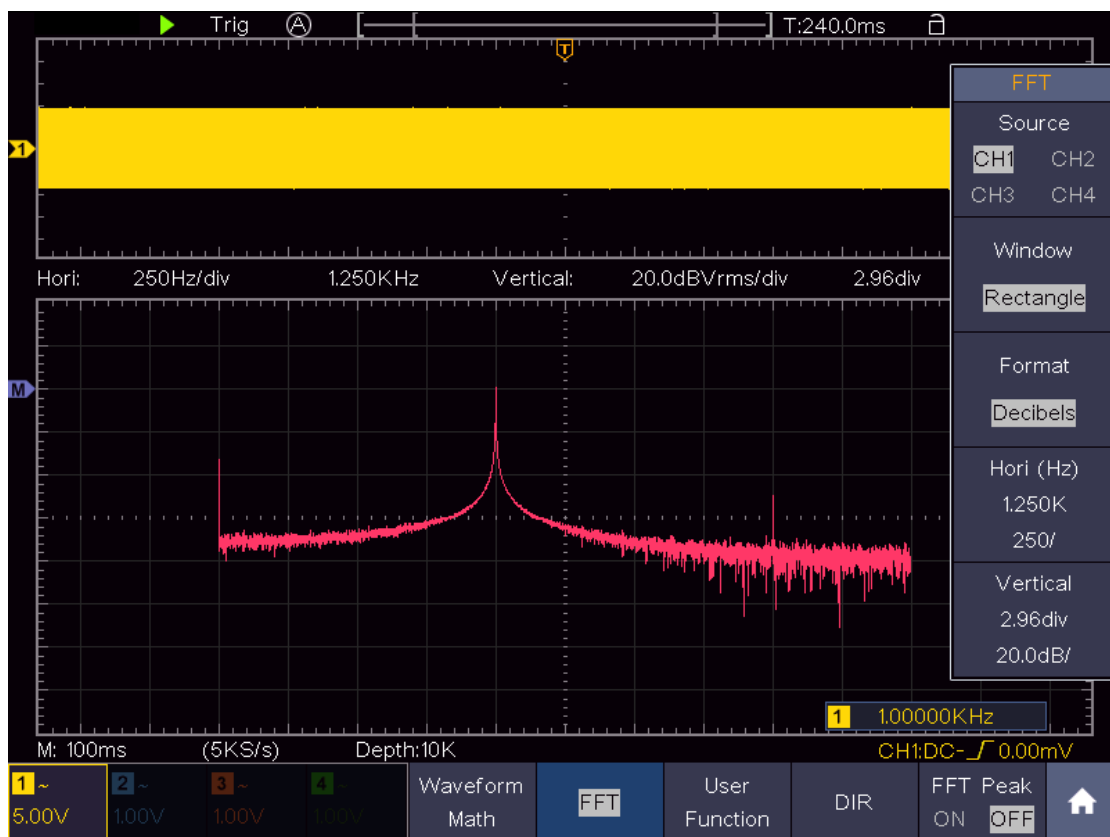 Trig A T:240.0ms
T
FFT
Source
CH1 CH2
CH3 CH4
1
Window
Rectangle
Hori: 250Hz/div 1.250KHz Vertical: 20.0dBVrms/div 2.96div
Format
Decibels
M
Hori (Hz)
1.250K
250/
Vertical
2.96div
20.0dB/
1 1.00000KHz
M: 100ms (5KS/s) Depth:10K CH1:DC- 0.00mV
1 ~ 2 ~ 3 ~ 4 ~
5.00V 1.00V 1.00V 1.00V
Waveform
Math
FFT
User
Function
DIR
FFT Peak
ON OFF